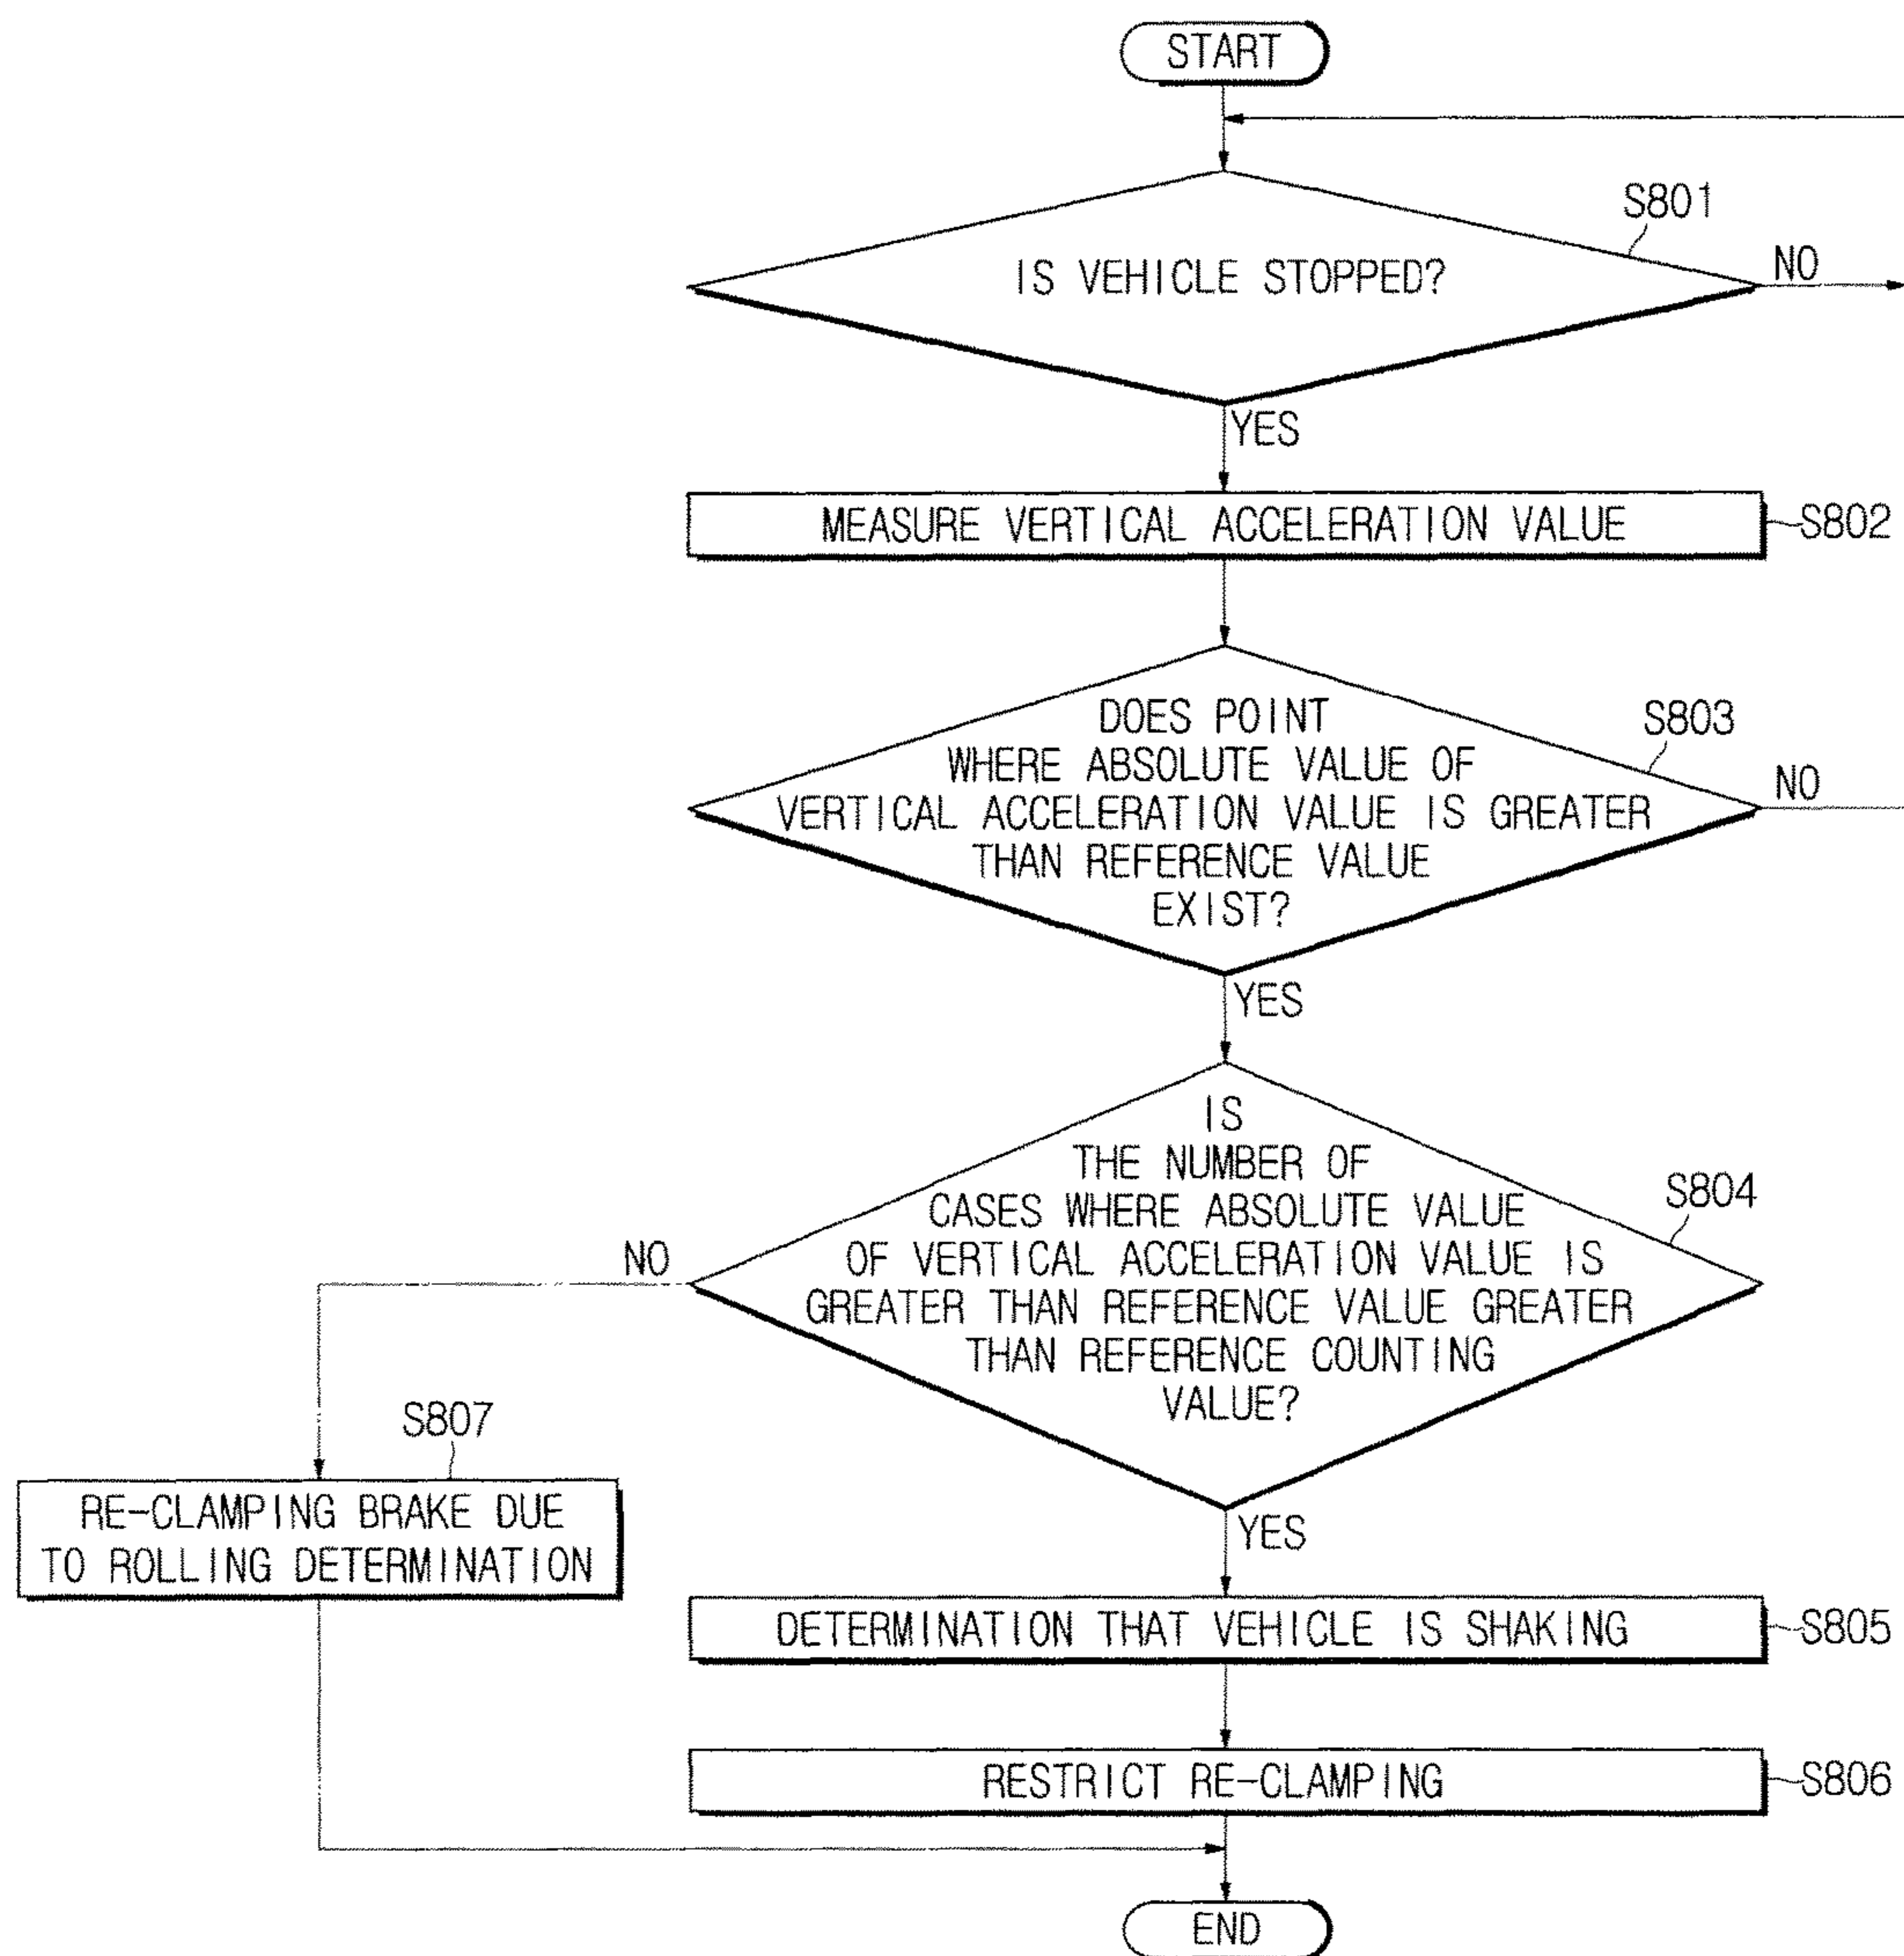 START
S801
IS VEHICLE STOPPED?
NO
YES
MEASURE VERTICAL ACCELERATION VALUE
S802
DOES POINT
WHERE ABSOLUTE VALUE OF
VERTICAL ACCELERATION VALUE IS GREATER
THAN REFERENCE VALUE
EXIST?
S803
NO
YES
IS
THE NUMBER OF
CASES WHERE ABSOLUTE VALUE
OF VERTICAL ACCELERATION VALUE IS
GREATER THAN REFERENCE VALUE GREATER
THAN REFERENCE COUNTING
VALUE?
S804
NO
YES
S807
RE-CLAMPING BRAKE DUE
TO ROLLING DETERMINATION
DETERMINATION THAT VEHICLE IS SHAKING
S805
RESTRICT RE-CLAMPING
S806
END